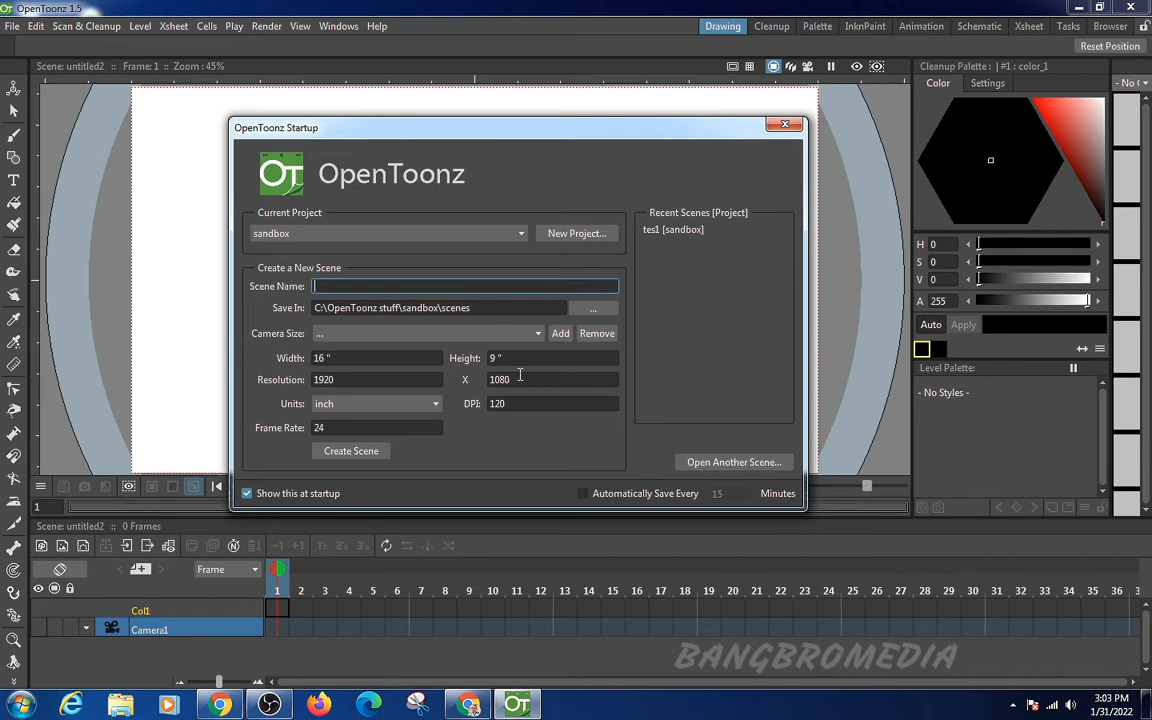 OpenToonz 1.5
File Edit Scan & Cleanup Level Xsheet Cells Play Render View Windows Help
Drawing Cleanup Palette InknPaint Animation Schematic Xsheet Tasks Browser
Reset Position
Scene: untitled2 :: Frame: 1 :: Zoom : 45%
Cleanup Palette : | #1 : color_1
Color Settings
- No C
OpenToonz Startup
OT OpenToonz
Current Project
sandbox
New Project...
Create a New Scene
Scene Name:
Save In: C:\OpenToonz stuff\sandbox\scenes ...
Camera Size: ... Add Remove
Width: 16 " Height: 9 "
Resolution: 1920 X 1080
Units: inch DPI: 120
Frame Rate: 24
Create Scene
Recent Scenes [Project]
tes1 [sandbox]
Open Another Scene...
Show this at startup
Automatically Save Every 15 Minutes
H 0
S 0
V 0
A 255
Auto Apply
Level Palette:
- No Styles -
1
Scene: untitled2 :: 0 Frames
1's 2's 3's
Frame
1 2 3 4 5 6 7 8 9 10 11 12 13 14 15 16 17 18 19 20 21 22 23 24 25 26 27 28 29 30 31 32 33 34 35 36 3
Col1
Camera1
BANGBROMEDIA
OT
3:03 PM
1/31/2022